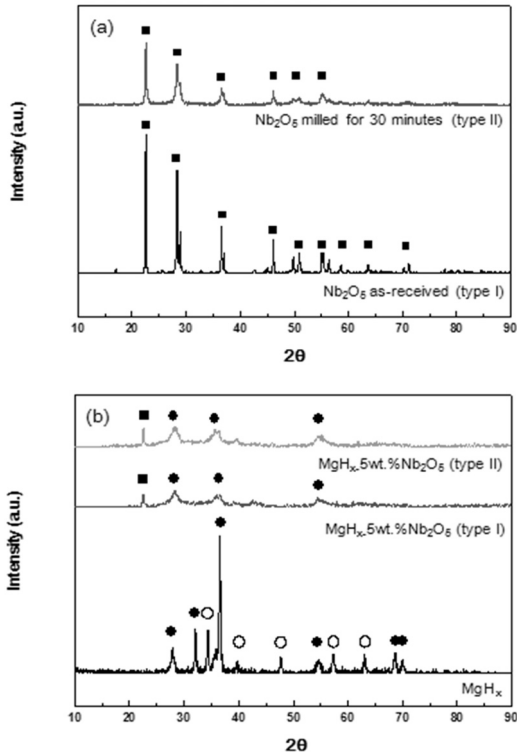 (a)
Intensity (a.u.)
Nb₂O₅ milled for 30 minutes (type II)
Nb₂O₅ as-received (type I)
10 20 30 40 50 60 70 80 90
2θ
(b)
Intensity (a.u.)
MgHₓ-5wt.%Nb₂O₅ (type II)
MgHₓ-5wt.%Nb₂O₅ (type I)
MgHₓ
10 20 30 40 50 60 70 80 90
2θ